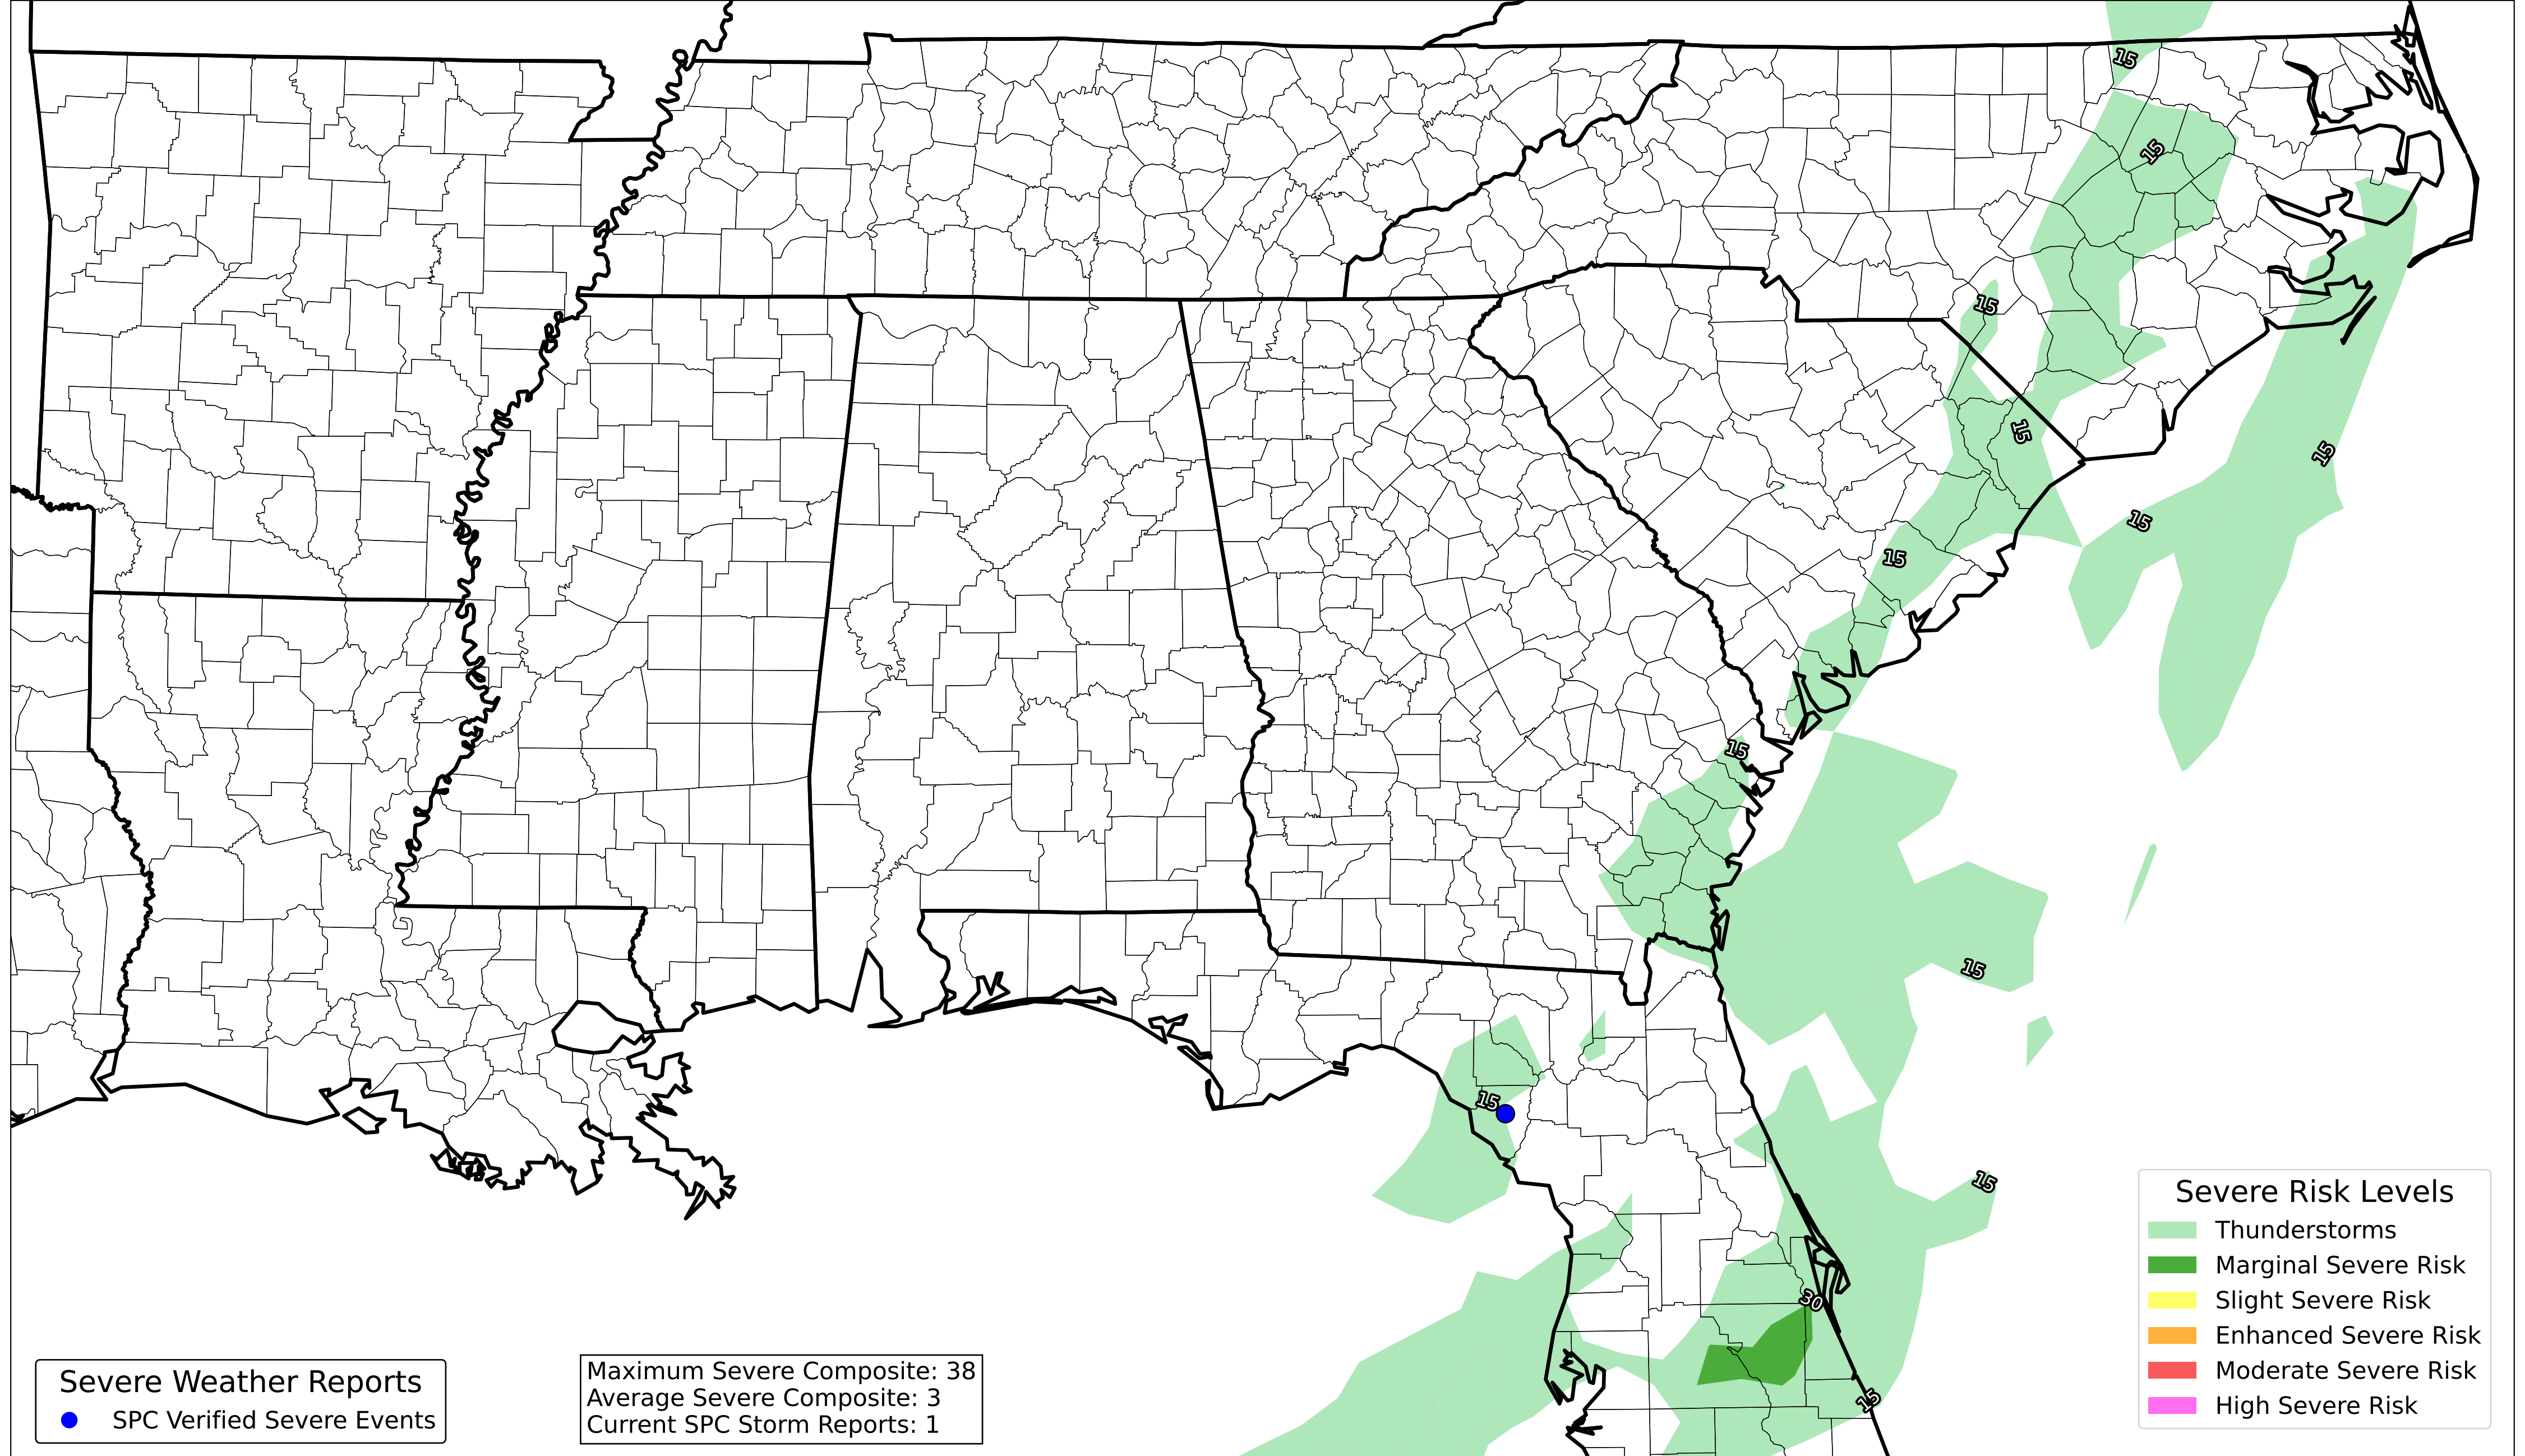 15
15
15
15
15
15
15
15
15
15
15
15
30
15
Severe Risk Levels
Thunderstorms
Marginal Severe Risk
Slight Severe Risk
Enhanced Severe Risk
Moderate Severe Risk
High Severe Risk
Severe Weather Reports
SPC Verified Severe Events
Maximum Severe Composite: 38
Average Severe Composite: 3
Current SPC Storm Reports: 1